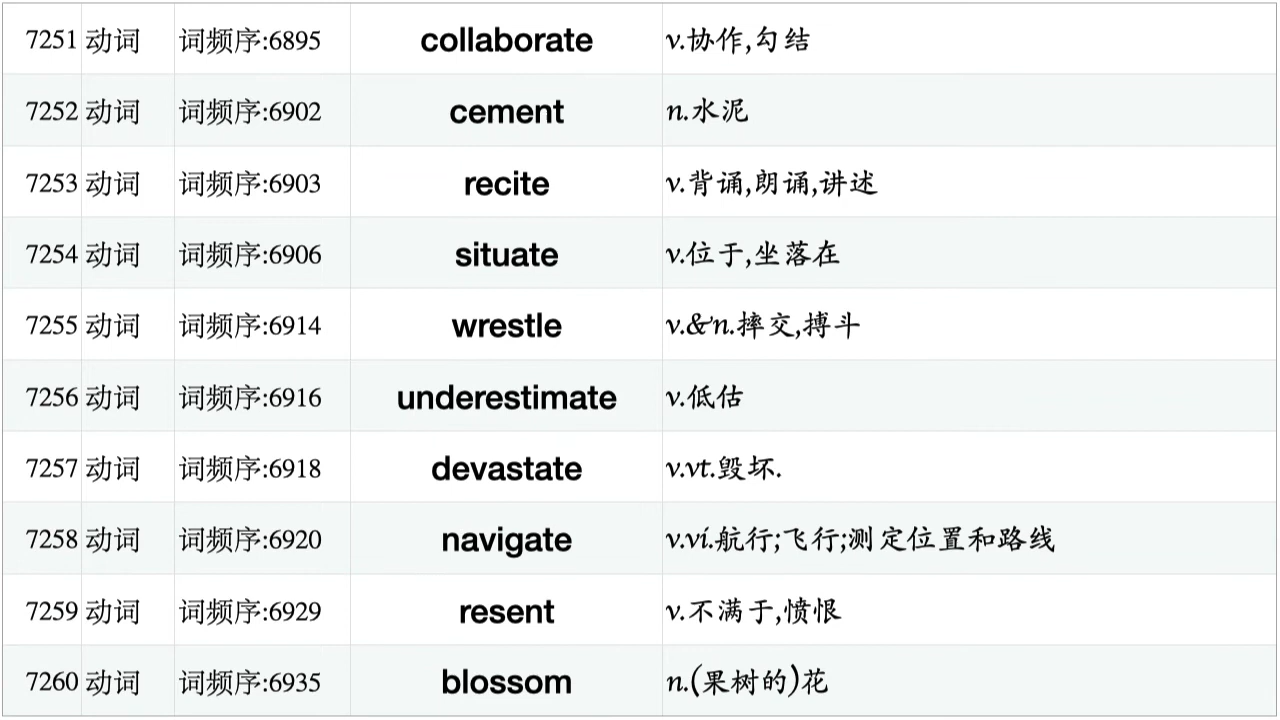 7251 动词 词频序:6895 collaborate v.协作,勾结
7252 动词 词频序:6902 cement n.水泥
7253 动词 词频序:6903 recite v.背诵,朗诵,讲述
7254 动词 词频序:6906 situate v.位于,坐落在
7255 动词 词频序:6914 wrestle v.&n.摔交,搏斗
7256 动词 词频序:6916 underestimate v.低估
7257 动词 词频序:6918 devastate v.vt.毁坏.
7258 动词 词频序:6920 navigate v.vi.航行;飞行;测定位置和路线
7259 动词 词频序:6929 resent v.不满于,愤恨
7260 动词 词频序:6935 blossom n.(果树的)花